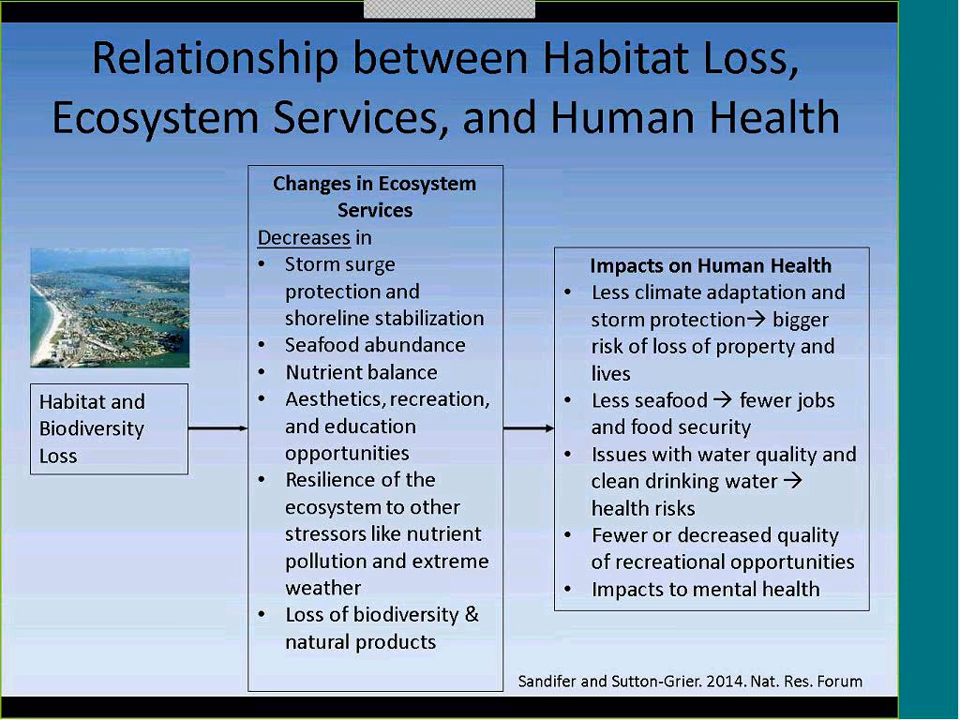 Relationship between Habitat Loss,
Ecosystem Services, and Human Health
Habitat and
Biodiversity
Loss
Changes in Ecosystem
Services
Decreases in
• Storm surge
protection and
shoreline stabilization
• Seafood abundance
• Nutrient balance
• Aesthetics, recreation,
and education
opportunities
• Resilience of the
ecosystem to other
stressors like nutrient
pollution and extreme
weather
• Loss of biodiversity &
natural products
Impacts on Human Health
• Less climate adaptation and
storm protection→ bigger
risk of loss of property and
lives
• Less seafood → fewer jobs
and food security
• Issues with water quality and
clean drinking water →
health risks
• Fewer or decreased quality
of recreational opportunities
• Impacts to mental health
Sandifer and Sutton-Grier. 2014. Nat. Res. Forum